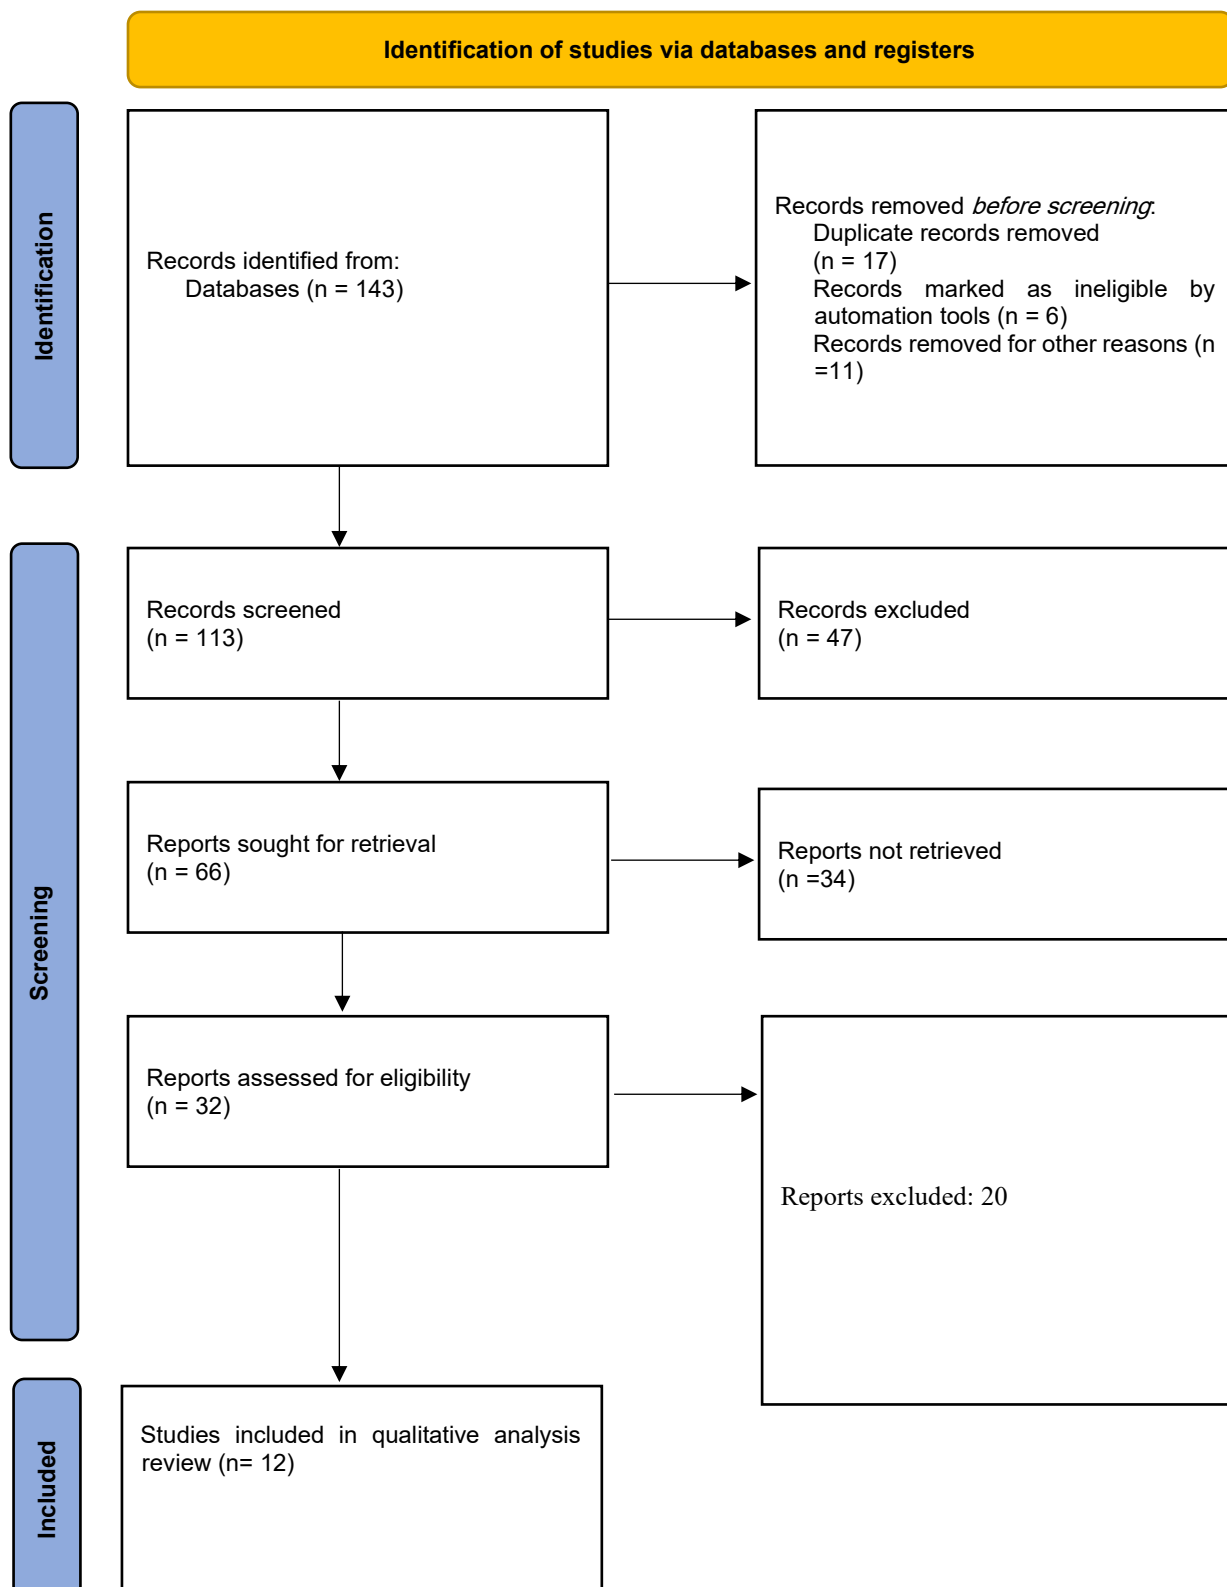 Identification of studies via databases and registers
Identification
Records identified from:
Databases (n = 143)
Records removed before screening:
Duplicate records removed
(n = 17)
Records marked as ineligible by
automation tools (n = 6)
Records removed for other reasons (n
=11)
Screening
Records screened
(n = 113)
Records excluded
(n = 47)
Reports sought for retrieval
(n = 66)
Reports not retrieved
(n =34)
Reports assessed for eligibility
(n = 32)
Reports excluded: 20
Included
Studies included in qualitative analysis
review (n= 12)